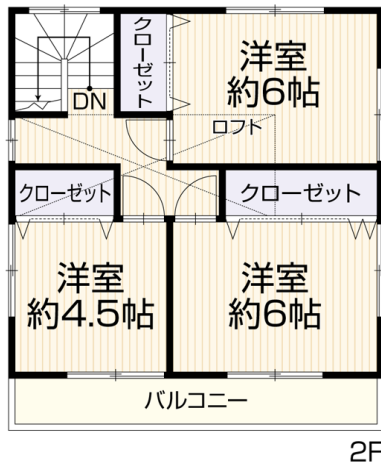 クローゼット
洋室
約6帖
DN
ロフト
クローゼット
クローゼット
洋室
約4.5帖
洋室
約6帖
バルコニー
2F